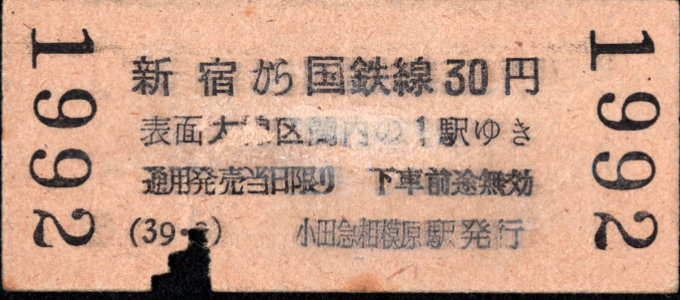 1992
新宿から国鉄線30円
表面太線区間内の1駅ゆき
通用発売当日限り 下車前途無効
(39. )
小田急相模原駅発行
1992